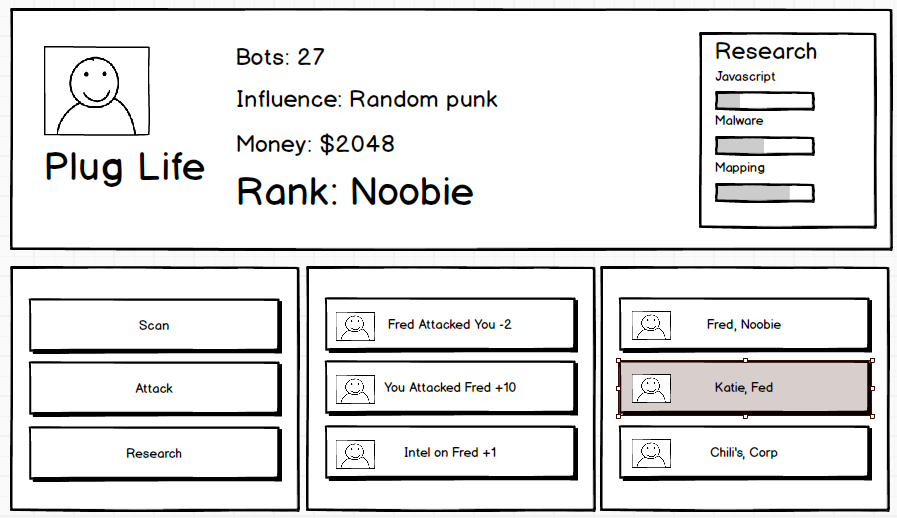 Plug Life
Bots: 27
Influence: Random punk
Money: $2048
Rank: Noobie
Research
Javascript
Malware
Mapping
Scan
Attack
Research
Fred Attacked You -2
You Attacked Fred +10
Intel on Fred +1
Fred, Noobie
Katie, Fed
Chili's, Corp